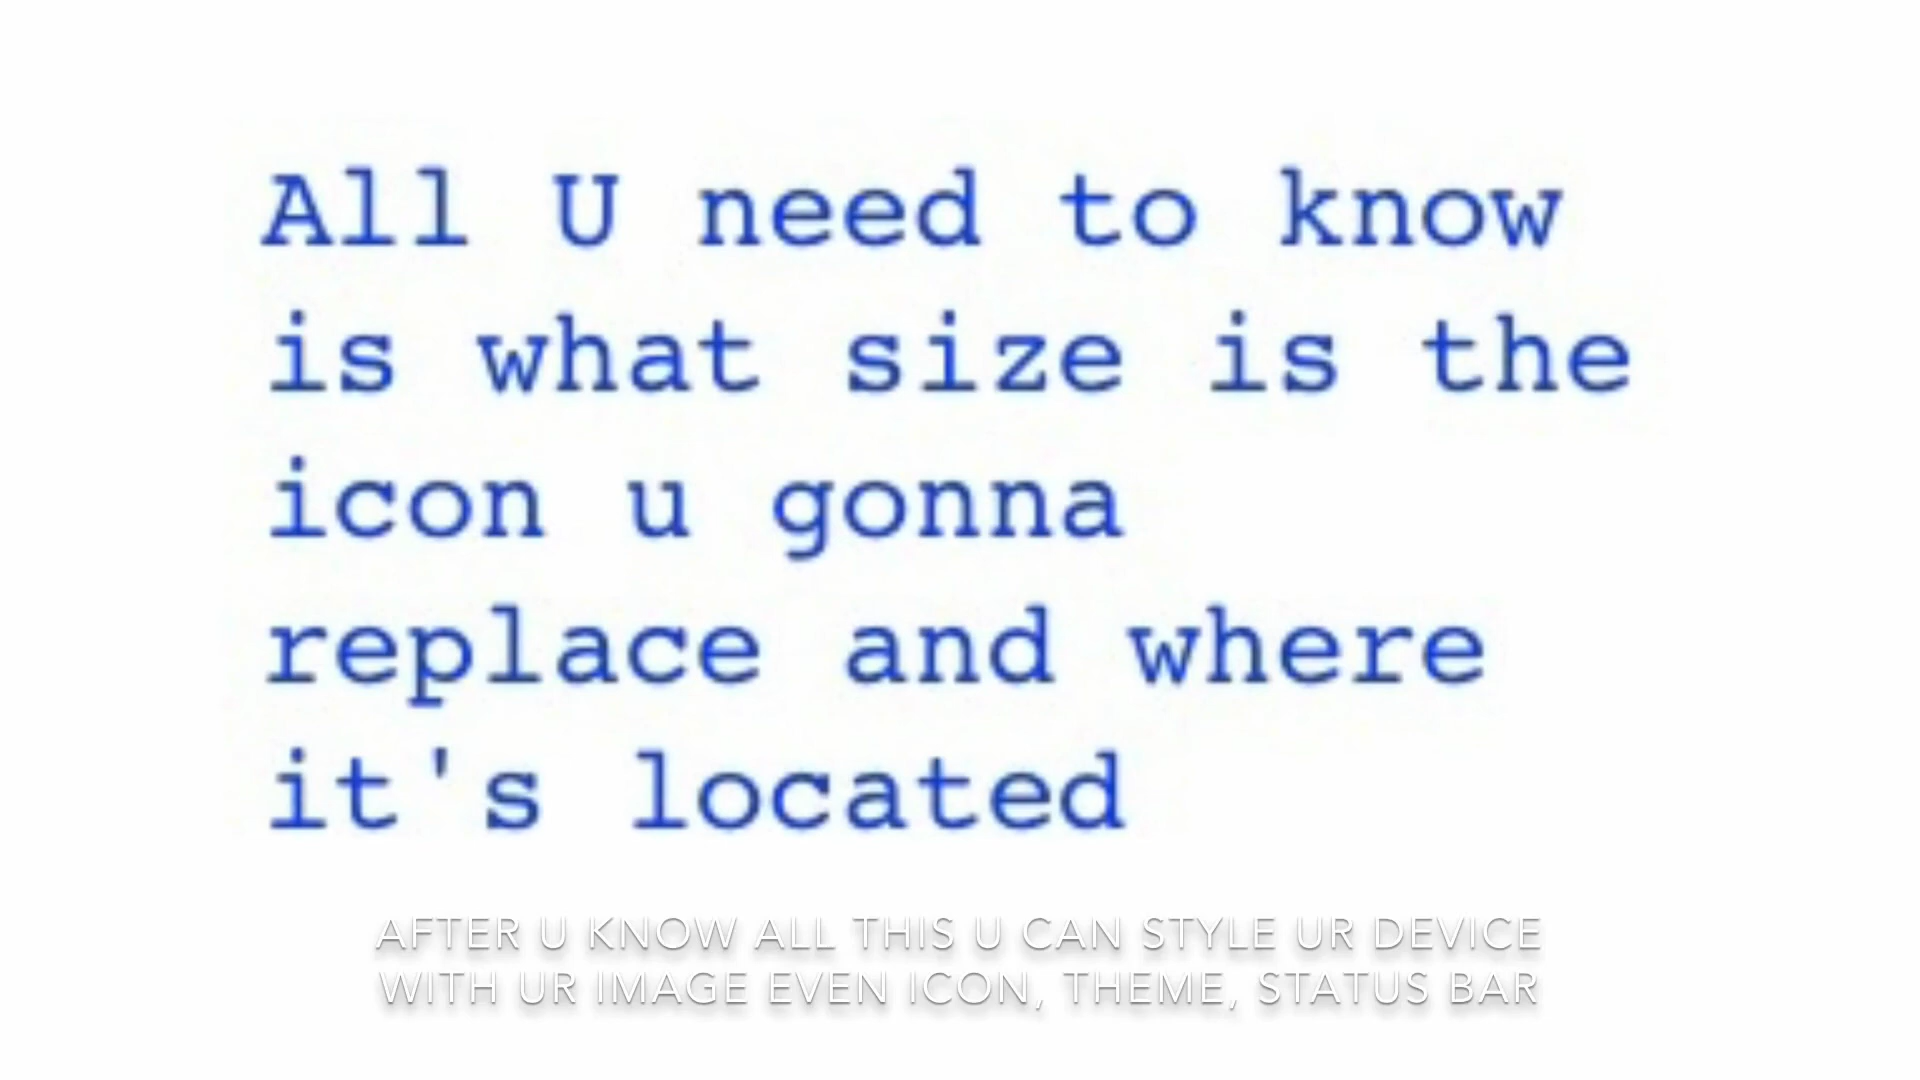 All U need to know
is what size is the
icon u gonna
replace and where
it's located
AFTER U KNOW ALL THIS U CAN STYLE UR DEVICE
WITH UR IMAGE EVEN ICON, THEME, STATUS BAR